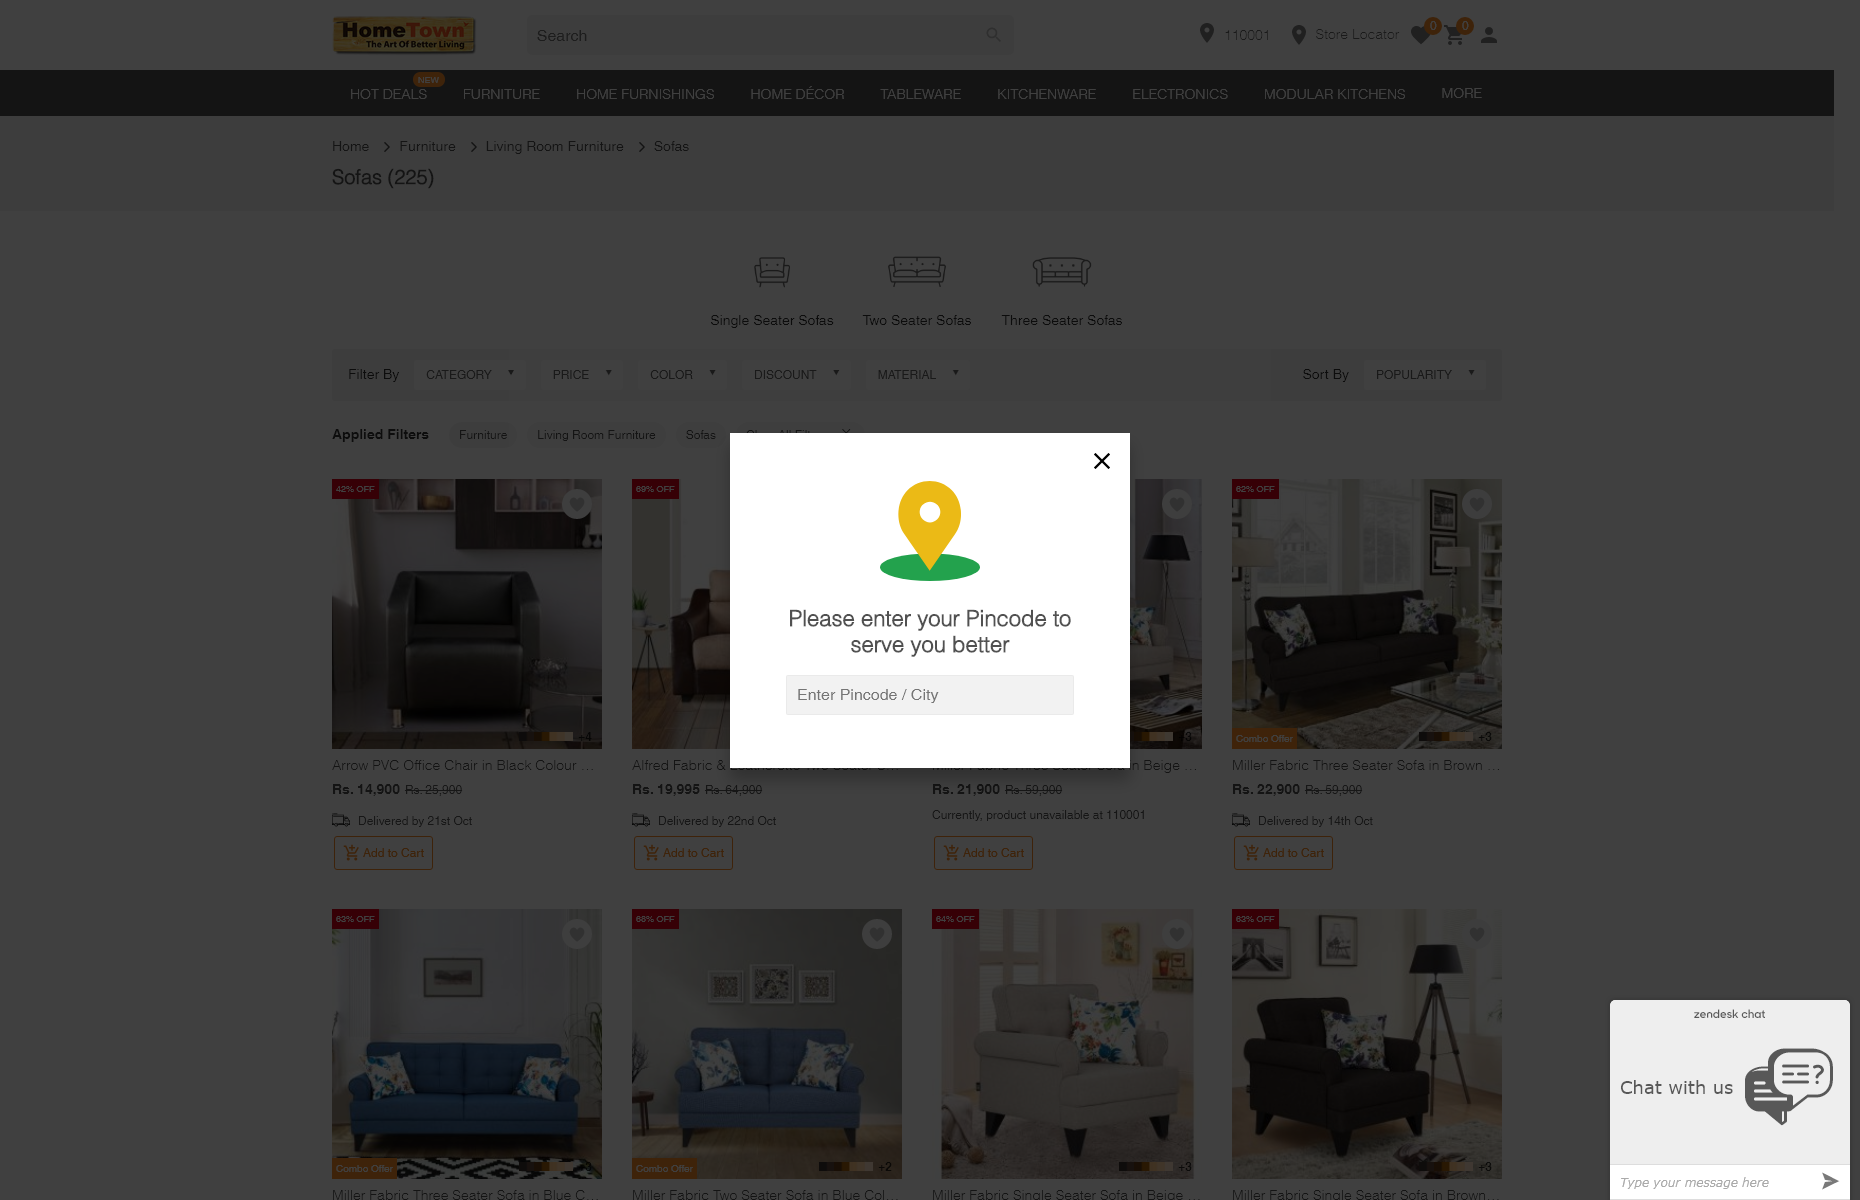 HomeTown
The Art Of Better Living
Search
110001
Store Locator
0
0
NEW
HOT DEALS
FURNITURE
HOME FURNISHINGS
HOME DÉCOR
TABLEWARE
KITCHENWARE
ELECTRONICS
MODULAR KITCHENS
MORE
Home
Furniture
Living Room Furniture
Sofas
Sofas (225)
Single Seater Sofas
Two Seater Sofas
Three Seater Sofas
Filter By
CATEGORY
PRICE
COLOR
DISCOUNT
MATERIAL
Sort By
POPULARITY
Applied Filters
Furniture
Living Room Furniture
Sofas
Please enter your Pincode to
serve you better
Enter Pincode / City
42% OFF
69% OFF
62% OFF
+4
+3
Combo Offer
+3
Arrow PVC Office Chair in Black Colour ...
Alfred Fabric &
in Beige ...
Miller Fabric Three Seater Sofa in Brown ...
Rs. 14,900 Rs. 25,900
Rs. 19,995 Rs. 64,900
Rs. 21,900 Rs. 59,900
Rs. 22,900 Rs. 59,900
Delivered by 21st Oct
Delivered by 22nd Oct
Currently, product unavailable at 110001
Delivered by 14th Oct
Add to Cart
Add to Cart
Add to Cart
Add to Cart
63% OFF
68% OFF
64% OFF
63% OFF
Combo Offer
Combo Offer
+2
+3
+3
Miller Fabric Three Seater Sofa in Blue C...
Miller Fabric Two Seater Sofa in Blue Col...
Miller Fabric Single Seater Sofa in Beige ...
Miller Fabric Single Seater Sofa in Brown...
zendesk chat
Chat with us
Type your message here